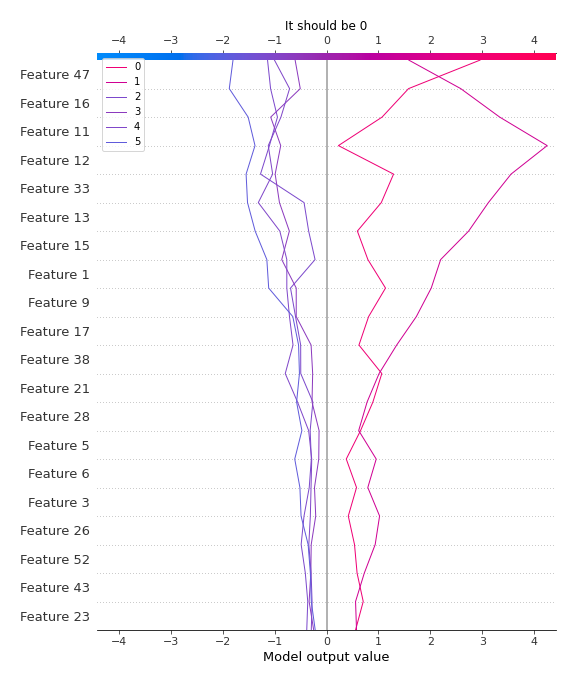 It should be 0
−4 −3 −2 −1 0 1 2 3 4
0
1
2
3
4
5
Feature 47
Feature 16
Feature 11
Feature 12
Feature 33
Feature 13
Feature 15
Feature 1
Feature 9
Feature 17
Feature 38
Feature 21
Feature 28
Feature 5
Feature 6
Feature 3
Feature 26
Feature 52
Feature 43
Feature 23
−4 −3 −2 −1 0 1 2 3 4
Model output value